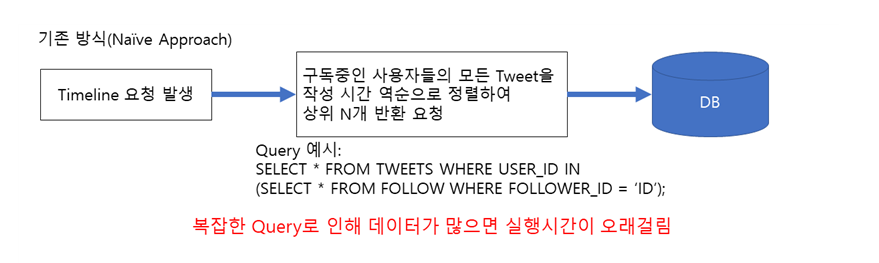 기존 방식(Naïve Approach)
Timeline 요청 발생
구독중인 사용자들의 모든 Tweet을
작성 시간 역순으로 정렬하여
상위 N개 반환 요청
DB
Query 예시:
SELECT * FROM TWEETS WHERE USER_ID IN
(SELECT * FROM FOLLOW WHERE FOLLOWER_ID = ‘ID’);
복잡한 Query로 인해 데이터가 많으면 실행시간이 오래걸림